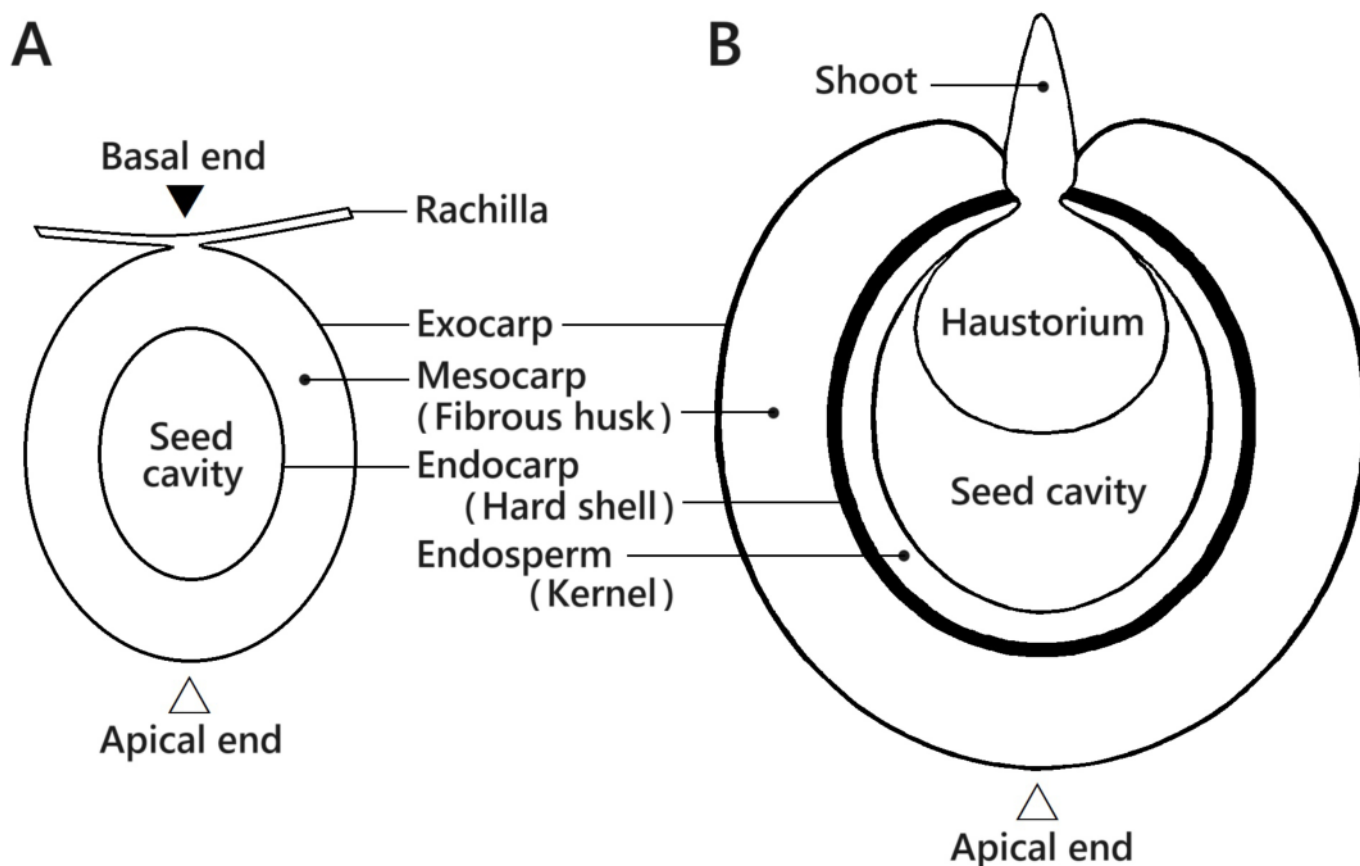 A
Basal end
Rachilla
Exocarp
Mesocarp
(Fibrous husk)
Endocarp
(Hard shell)
Endosperm
(Kernel)
Seed
cavity
Apical end
B
Shoot
Haustorium
Seed cavity
Apical end